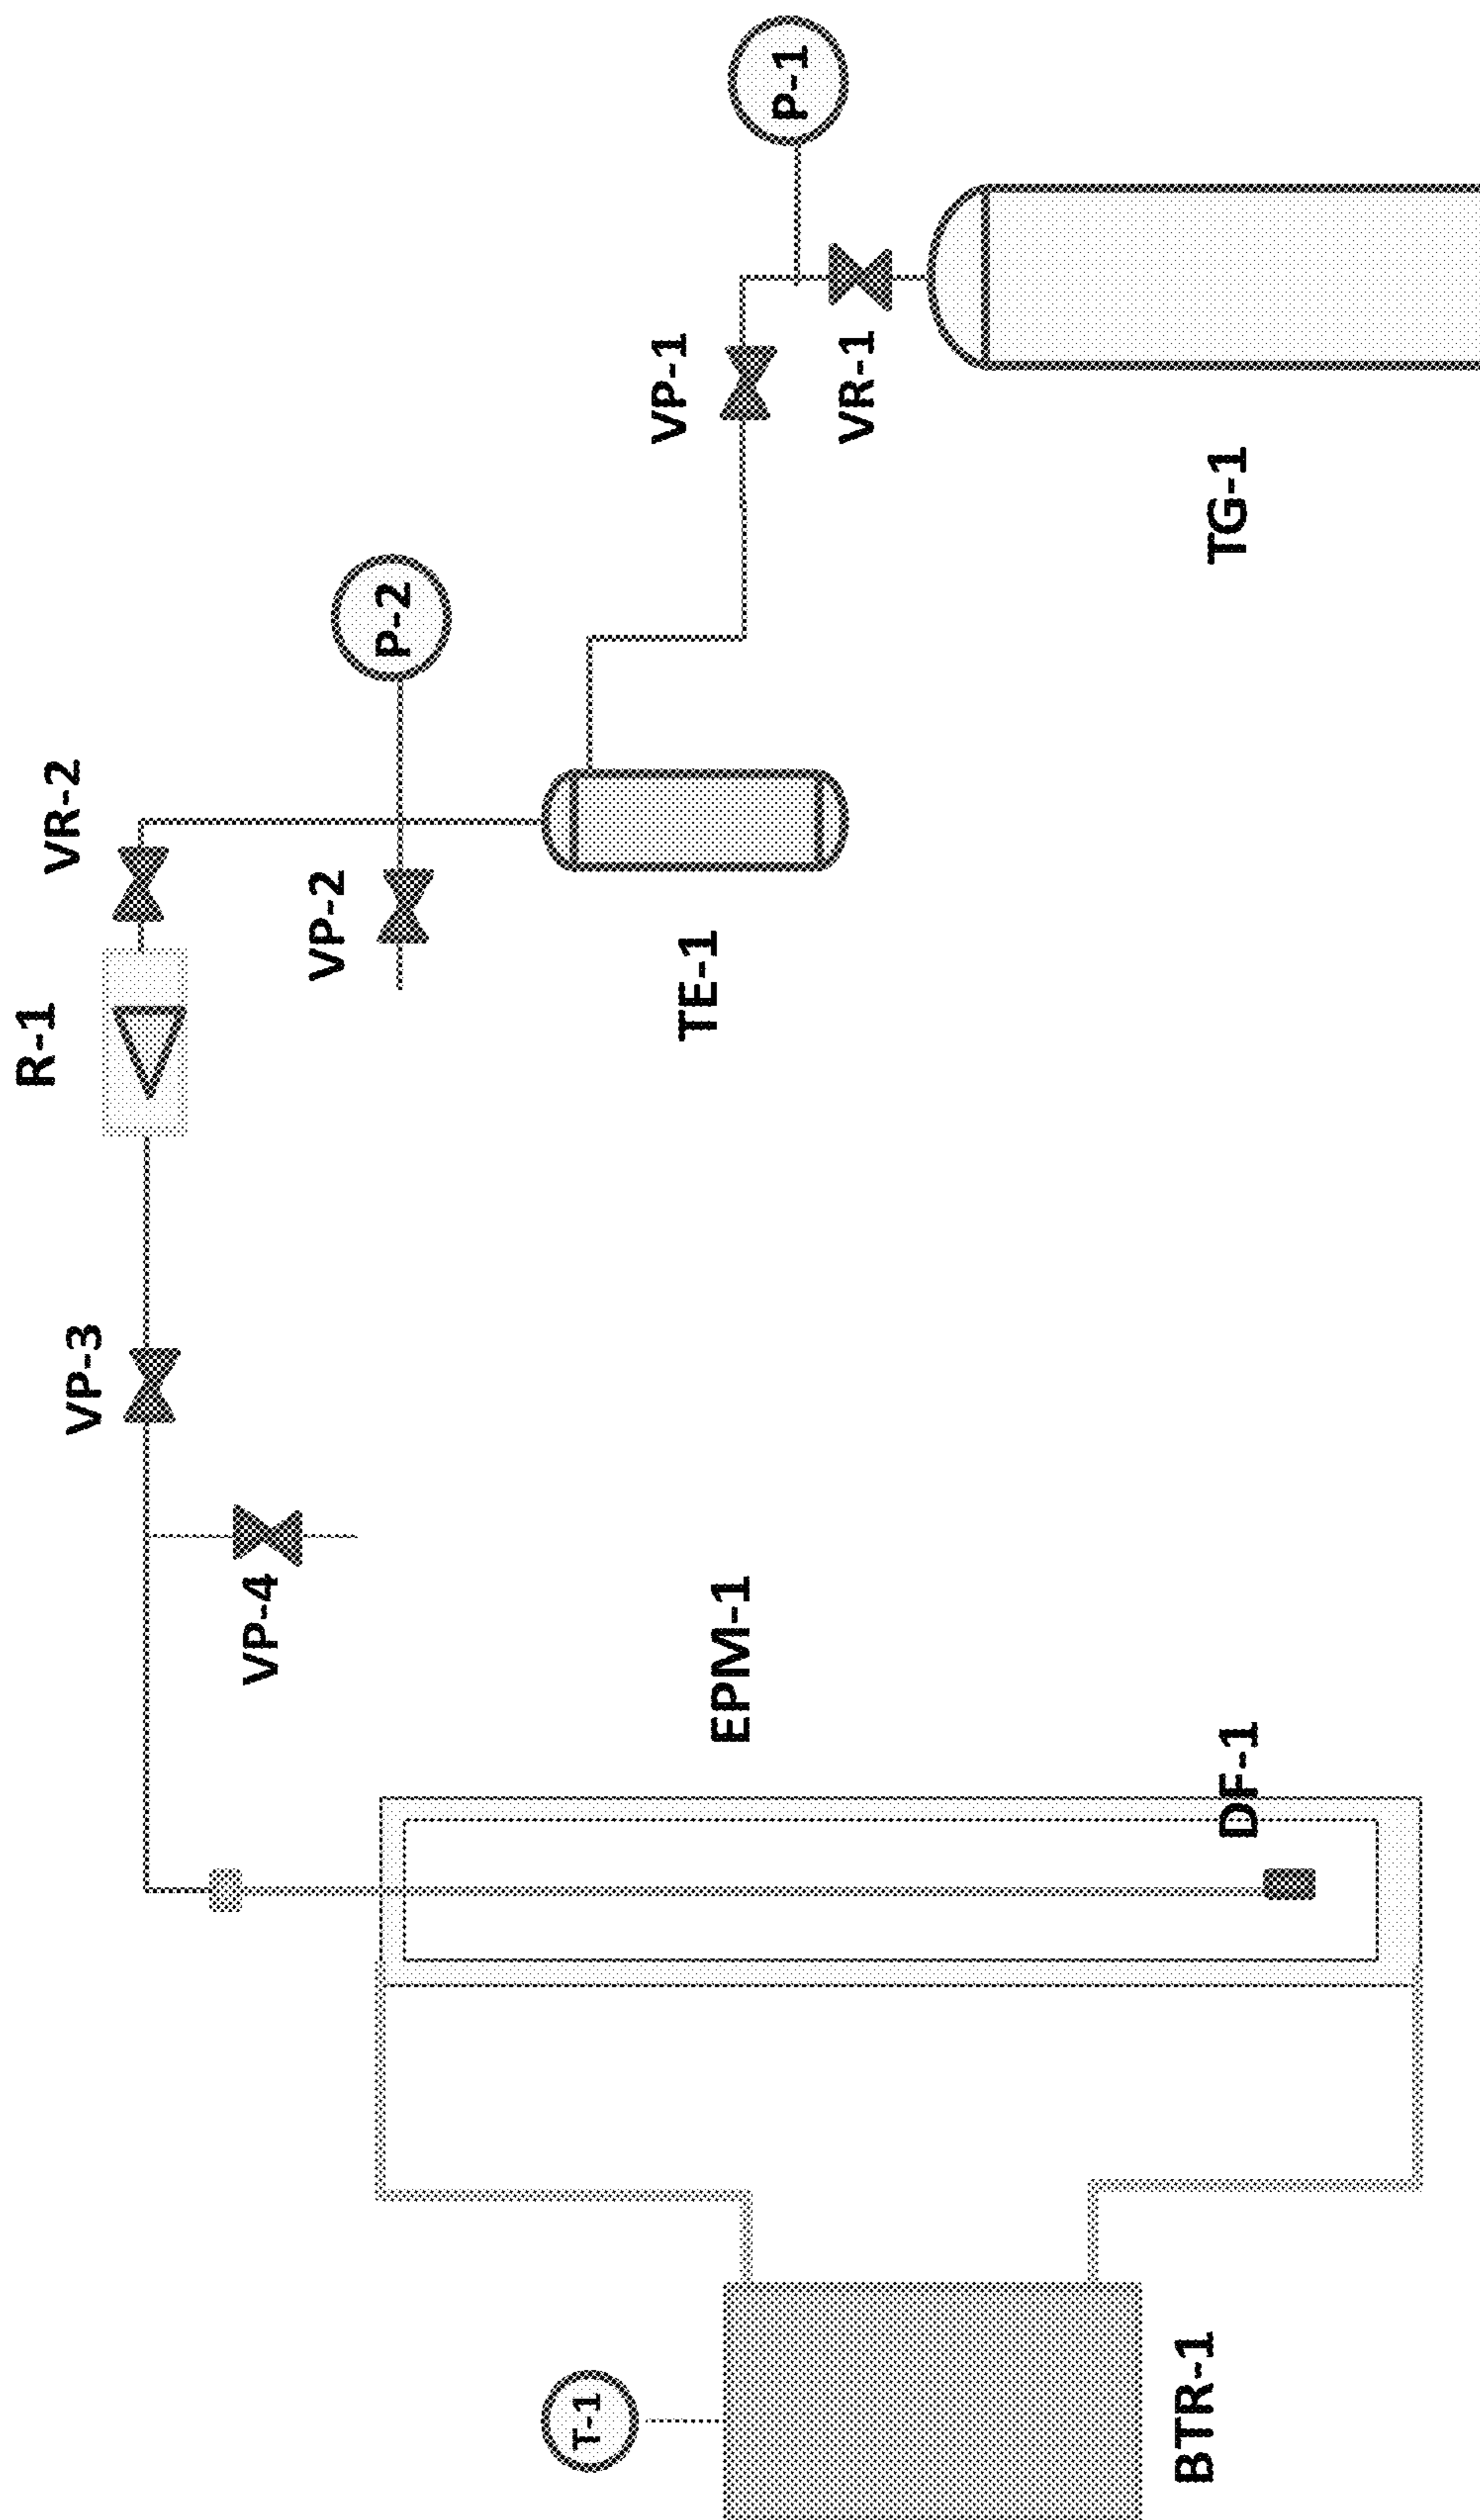 P-1
VP-1
VR-1
TG-1
P-2
VR-2
VP-2
TE-1
R-1
VP-3
VP-4
EPM-1
DF-1
T-1
BTR-1